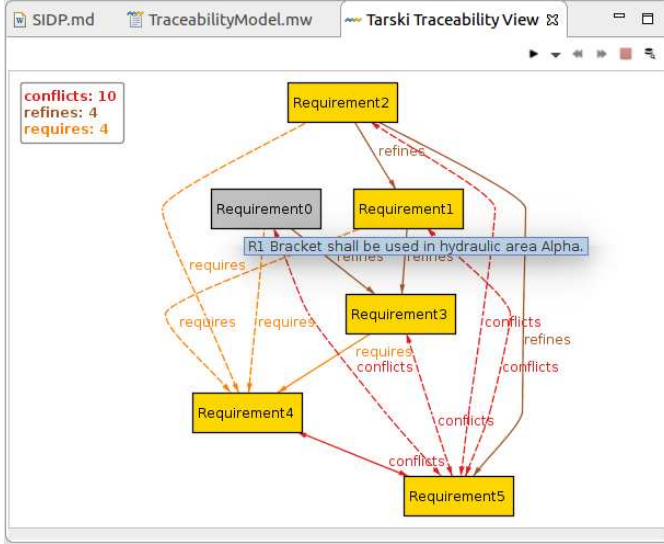 SIDP.md
TraceabilityModel.mw
Tarski Traceability View
conflicts: 10
refines: 4
requires: 4
Requirement2
refines
Requirement0
Requirement1
R1 Bracket shall be used in hydraulic area Alpha.
refines
refines
requires
requires
requires
Requirement3
conflicts
refines
requires
conflicts
conflicts
Requirement4
conflicts
conflicts
Requirement5